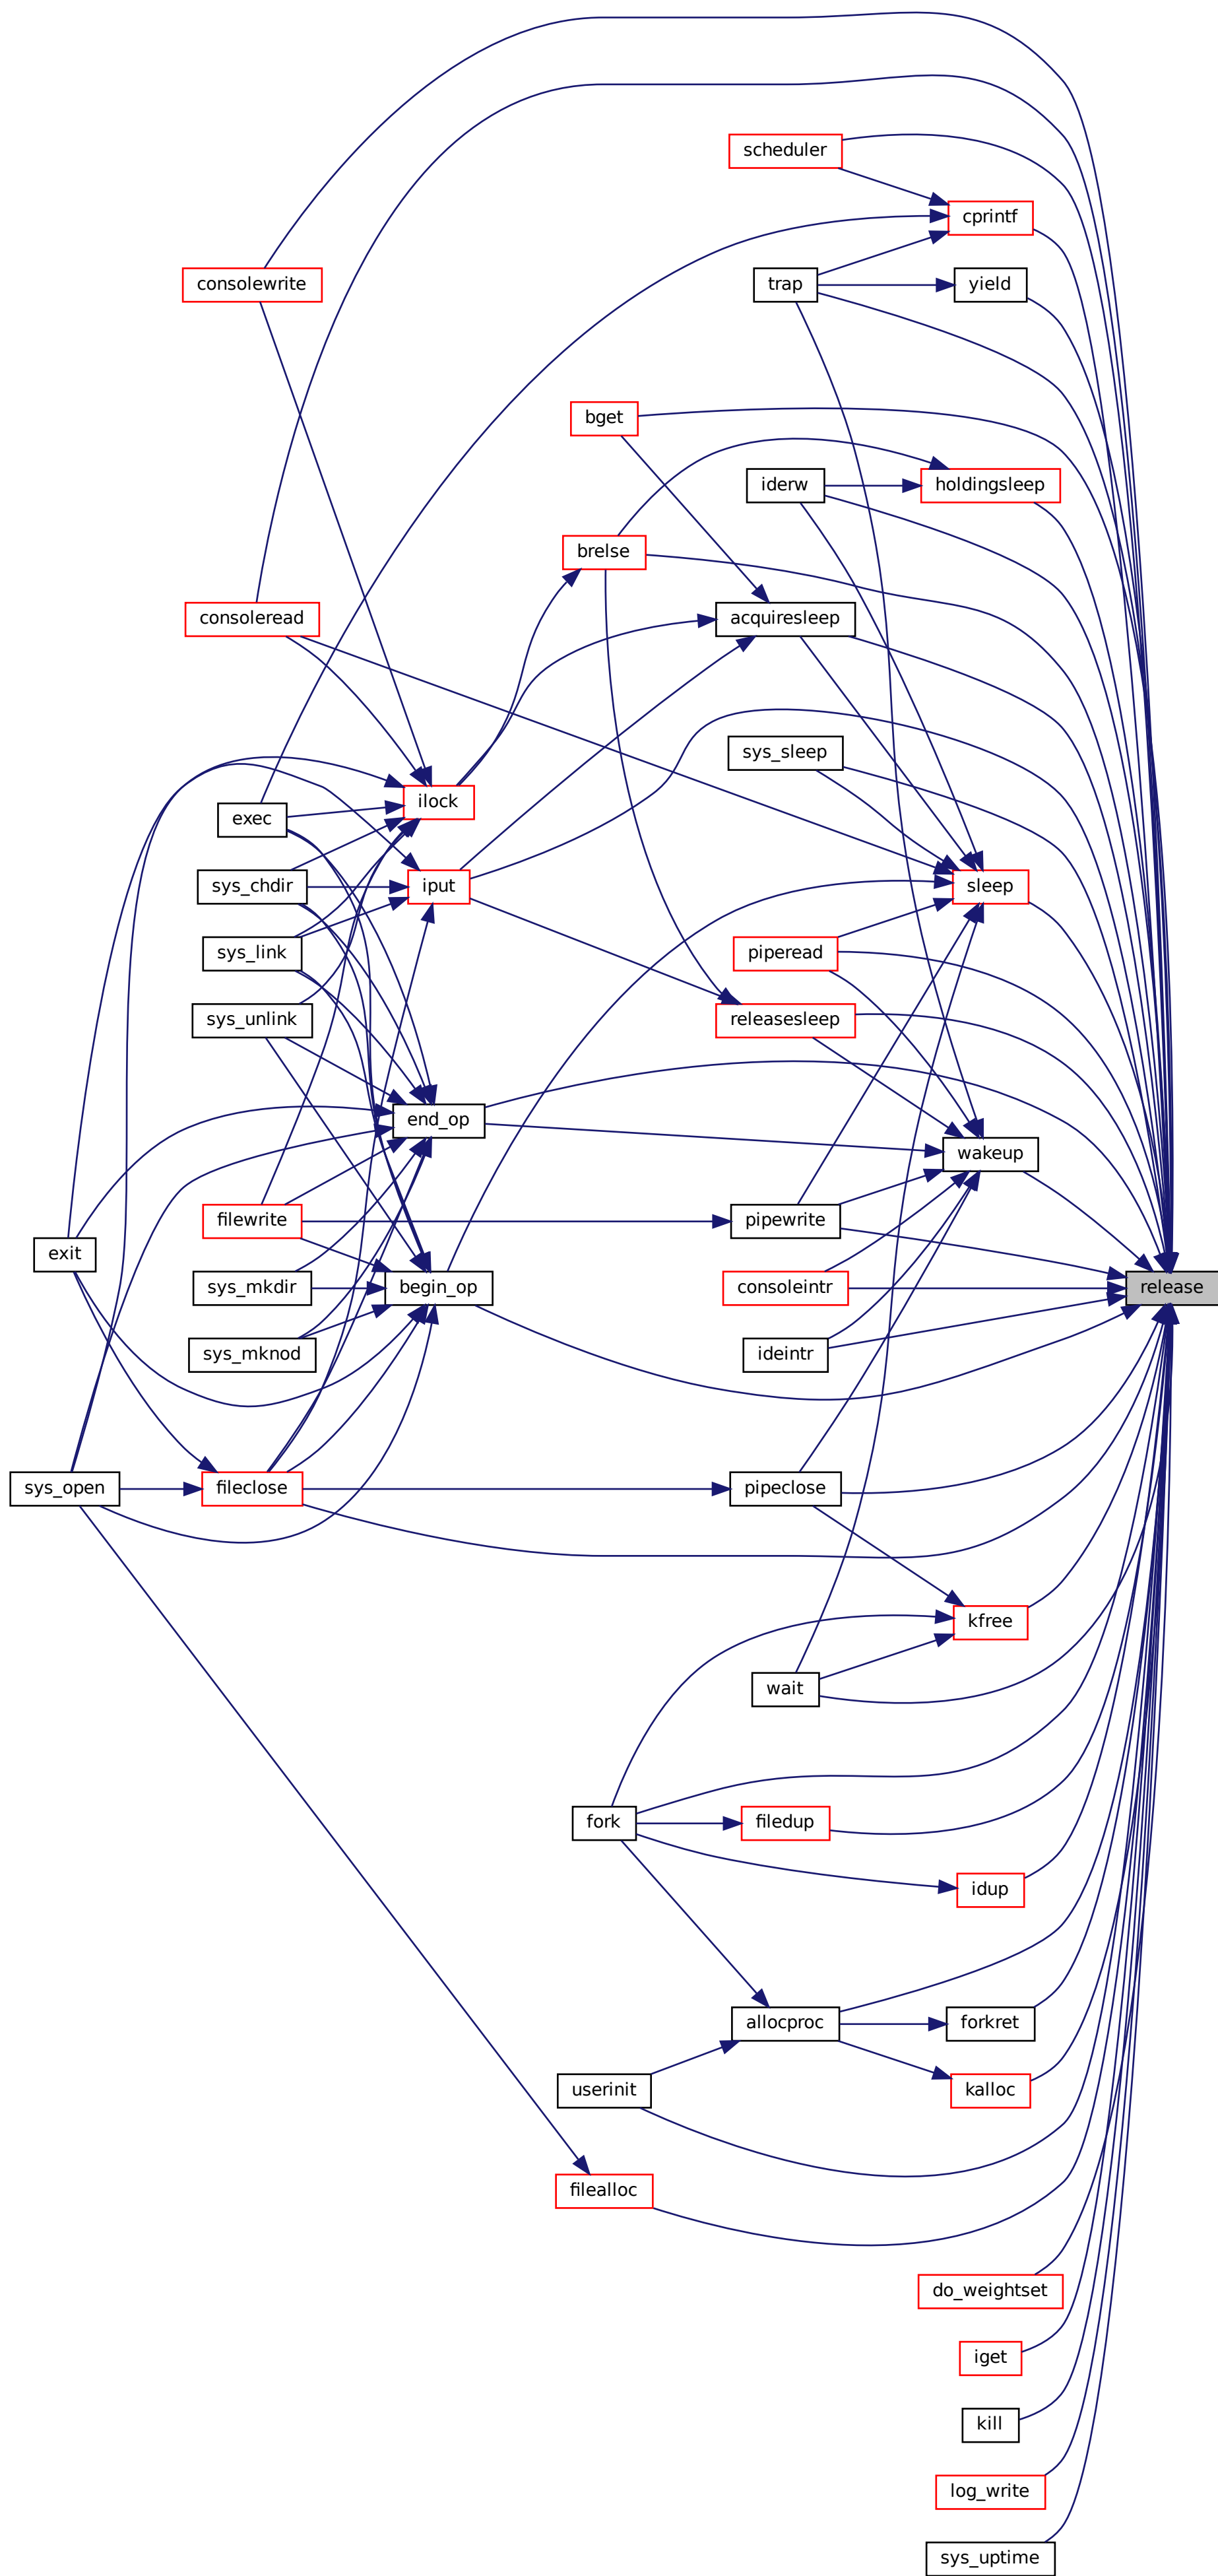 scheduler
cprintf
consolewrite
trap
yield
bget
iderw
holdingsleep
brelse
consoleread
acquiresleep
sys_sleep
ilock
exec
sys_chdir
iput
sleep
sys_link
piperead
sys_unlink
releasesleep
end_op
wakeup
filewrite
pipewrite
exit
sys_mkdir
begin_op
consoleintr
release
sys_mknod
ideintr
sys_open
fileclose
pipeclose
kfree
wait
fork
filedup
idup
allocproc
forkret
userinit
kalloc
filealloc
do_weightset
iget
kill
log_write
sys_uptime